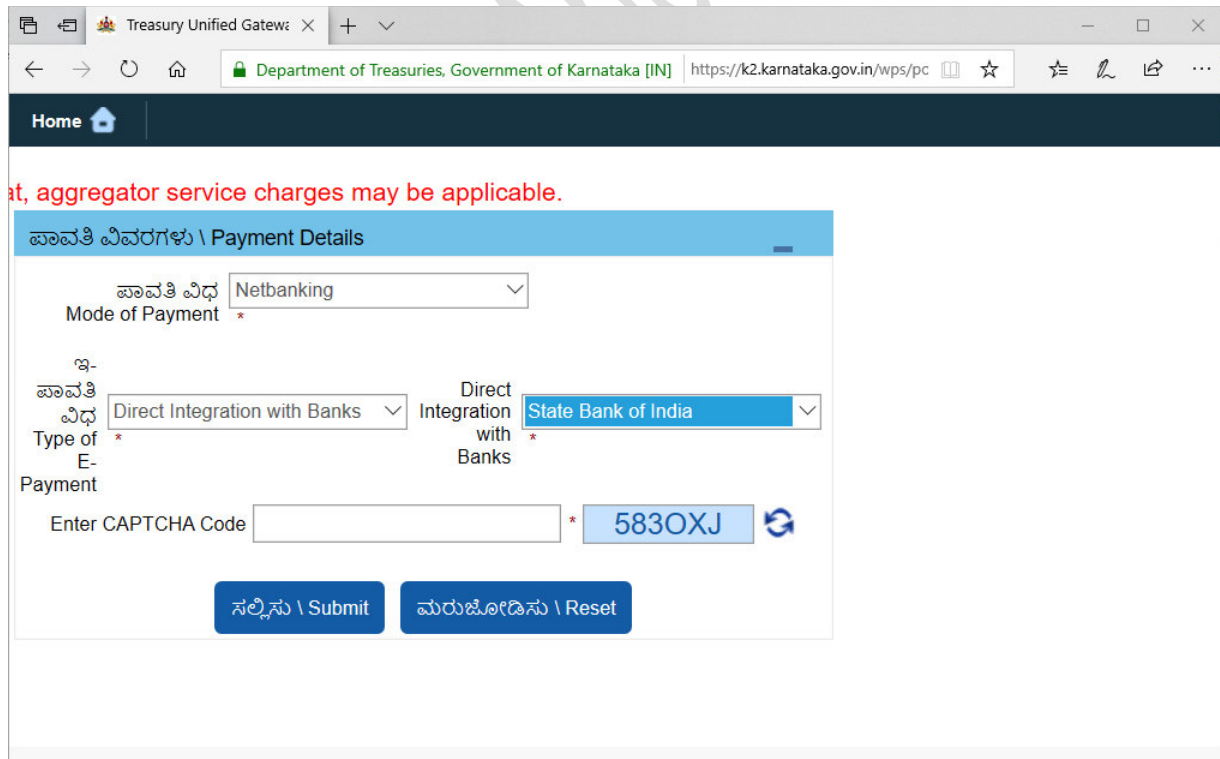 Treasury Unified Gatewa
Department of Treasuries, Government of Karnataka [IN] https://k2.karnataka.gov.in/wps/pc
Home
at, aggregator service charges may be applicable.
ಪಾವತಿ ವಿವರಗಳು \ Payment Details
ಪಾವತಿ ವಿಧ
Mode of Payment
Netbanking
*
ಇ-
ಪಾವತಿ
ವಿಧ
Type of
E-
Payment
Direct Integration with Banks
*
Direct
Integration
with
Banks
State Bank of India
*
Enter CAPTCHA Code * 583OXJ
ಸಲ್ಲಿಸು \ Submit ಮರುಜೋಡಿಸು \ Reset